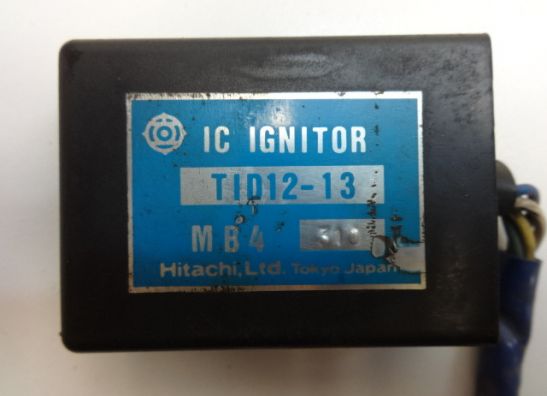 IC IGNITOR
TID12-13
MB4
Hitachi, Ltd. Tokyo Japan